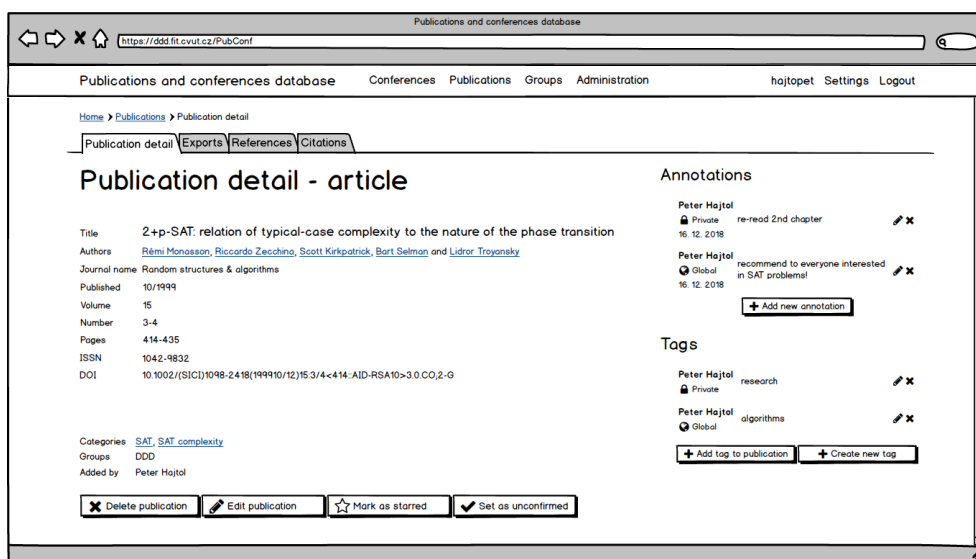 Publications and conferences database
https://ddd.fit.cvut.cz/PubConf
Publications and conferences database Conferences Publications Groups Administration hajtopet Settings Logout
Home > Publications > Publication detail
Publication detail Exports References Citations
Publication detail - article
Title 2+p-SAT: relation of typical-case complexity to the nature of the phase transition
Authors Rémi Monasson, Riccardo Zecchina, Scott Kirkpatrick, Bart Selman and Lidror Troyansky
Journal name Random structures & algorithms
Published 10/1999
Volume 15
Number 3-4
Pages 414-435
ISSN 1042-9832
DOI 10.1002/(SICI)1098-2418(199910/12)15:3/4<414::AID-RSA10>3.0.CO;2-G
Categories SAT, SAT complexity
Groups DDD
Added by Peter Hajtol
Delete publication Edit publication Mark as starred Set as unconfirmed
Annotations
Peter Hajtol
Private re-read 2nd chapter
16. 12. 2018
Peter Hajtol
Global recommend to everyone interested
in SAT problems!
16. 12. 2018
+ Add new annotation
Tags
Peter Hajtol
Private research
Peter Hajtol
Global algorithms
+ Add tag to publication + Create new tag